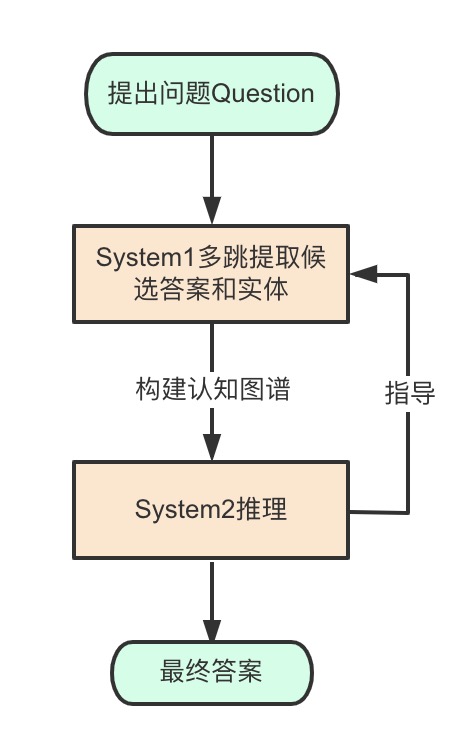 提出问题Question
System1多跳提取候
选答案和实体
构建认知图谱
指导
System2推理
最终答案